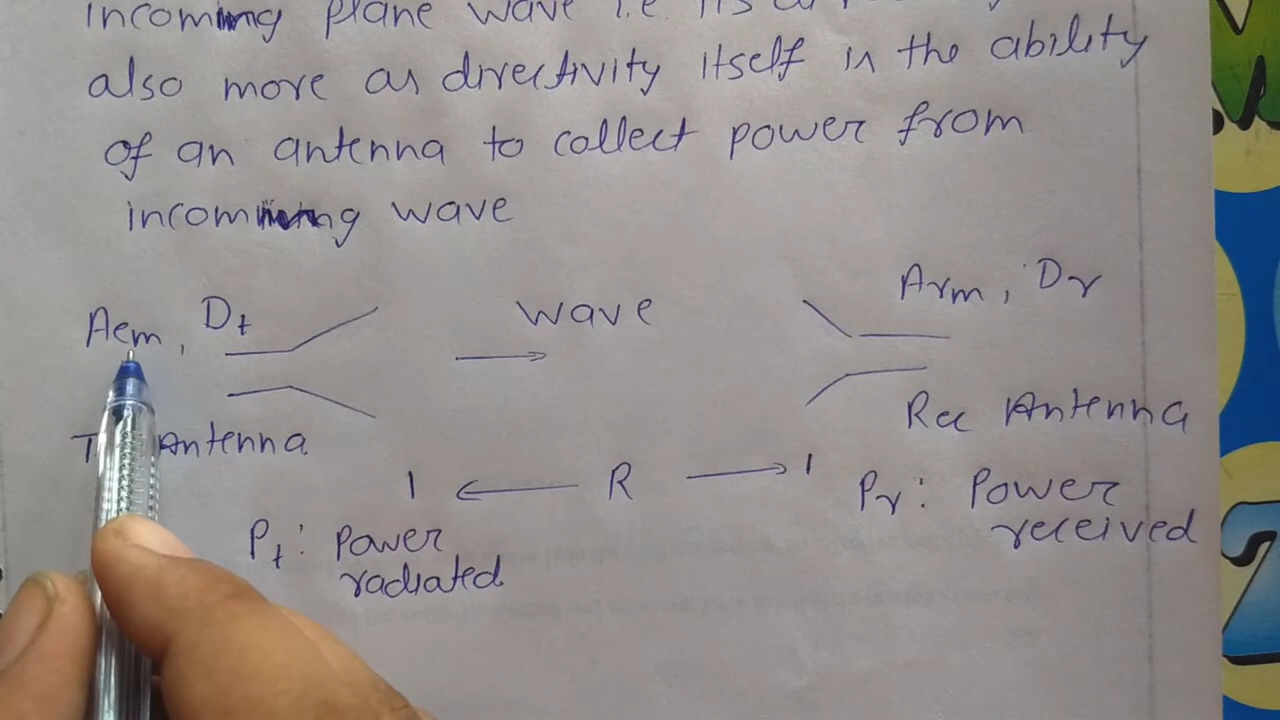 incoming plane wave i.e. its
also more as directivity itself is the ability
of an antenna to collect power from
incoming wave
Aem, Dt
wave
Arm, Dr
Antenna
Rec Antenna
R
Pt: Power
radiated
Pr: Power
received